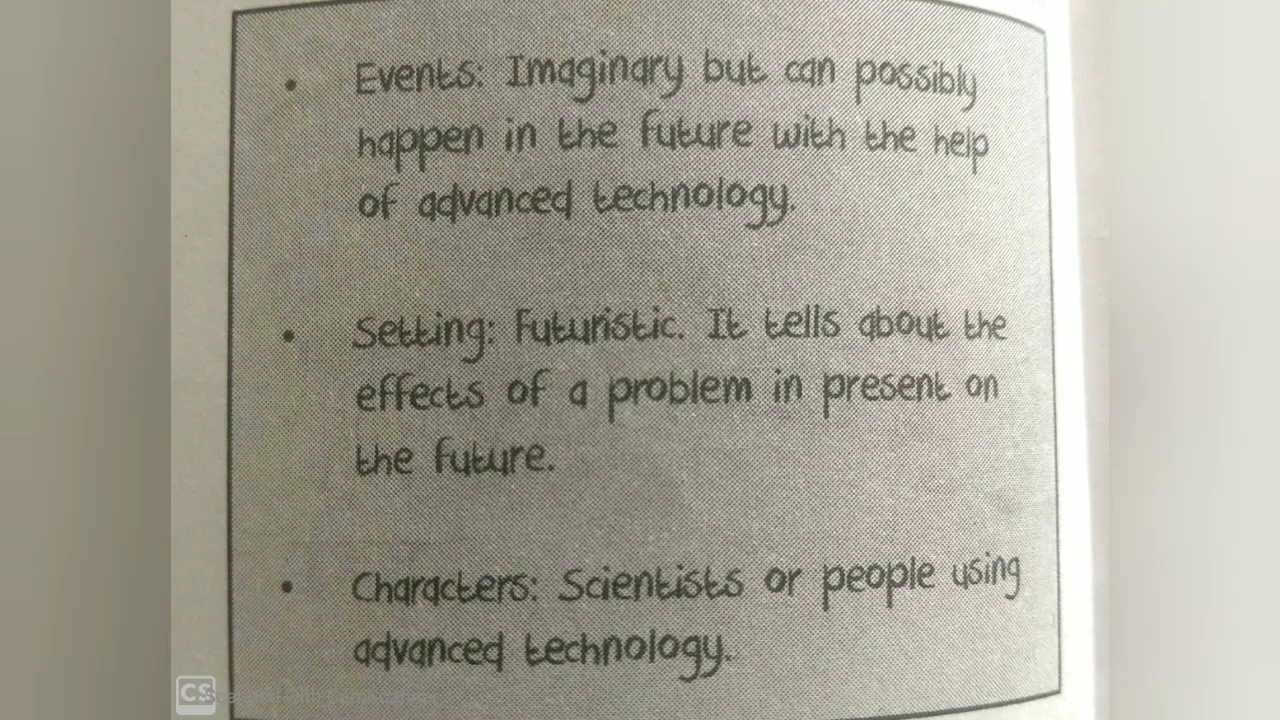 • Events: Imaginary but can possibly
happen in the future with the help
of advanced technology.
• Setting: Futuristic. It tells about the
effects of a problem in present on
the future.
• Characters: Scientists or people using
advanced technology.
CS